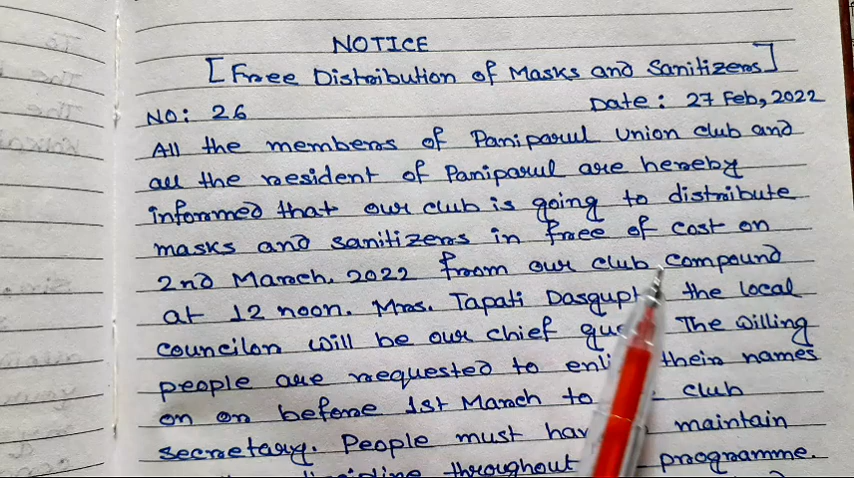 NOTICE
[Free Distribution of Masks and Sanitizers]
NO: 26 Date: 27 Feb, 2022
All the members of Paniparul Union club and
all the resident of Paniparul are hereby
informed that our club is going to distribute
masks and sanitizers in free of cost on
2nd March, 2022 from our club compound
at 12 noon. Mrs. Tapati Dasgupt the local
councilor will be our chief gue The willing
people are requested to enli their names
on or before 1st March to club
secretary. People must hav maintain
throughout programme.